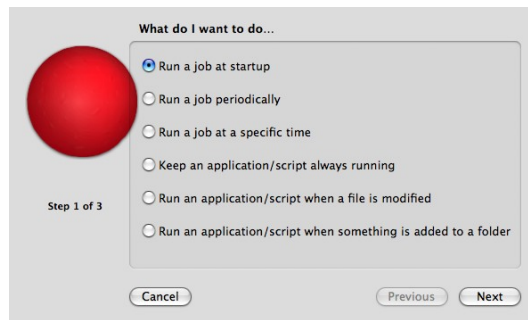 What do I want to do...
Run a job at startup
Run a job periodically
Run a job at a specific time
Keep an application/script always running
Run an application/script when a file is modified
Run an application/script when something is added to a folder
Step 1 of 3
Cancel
Previous
Next